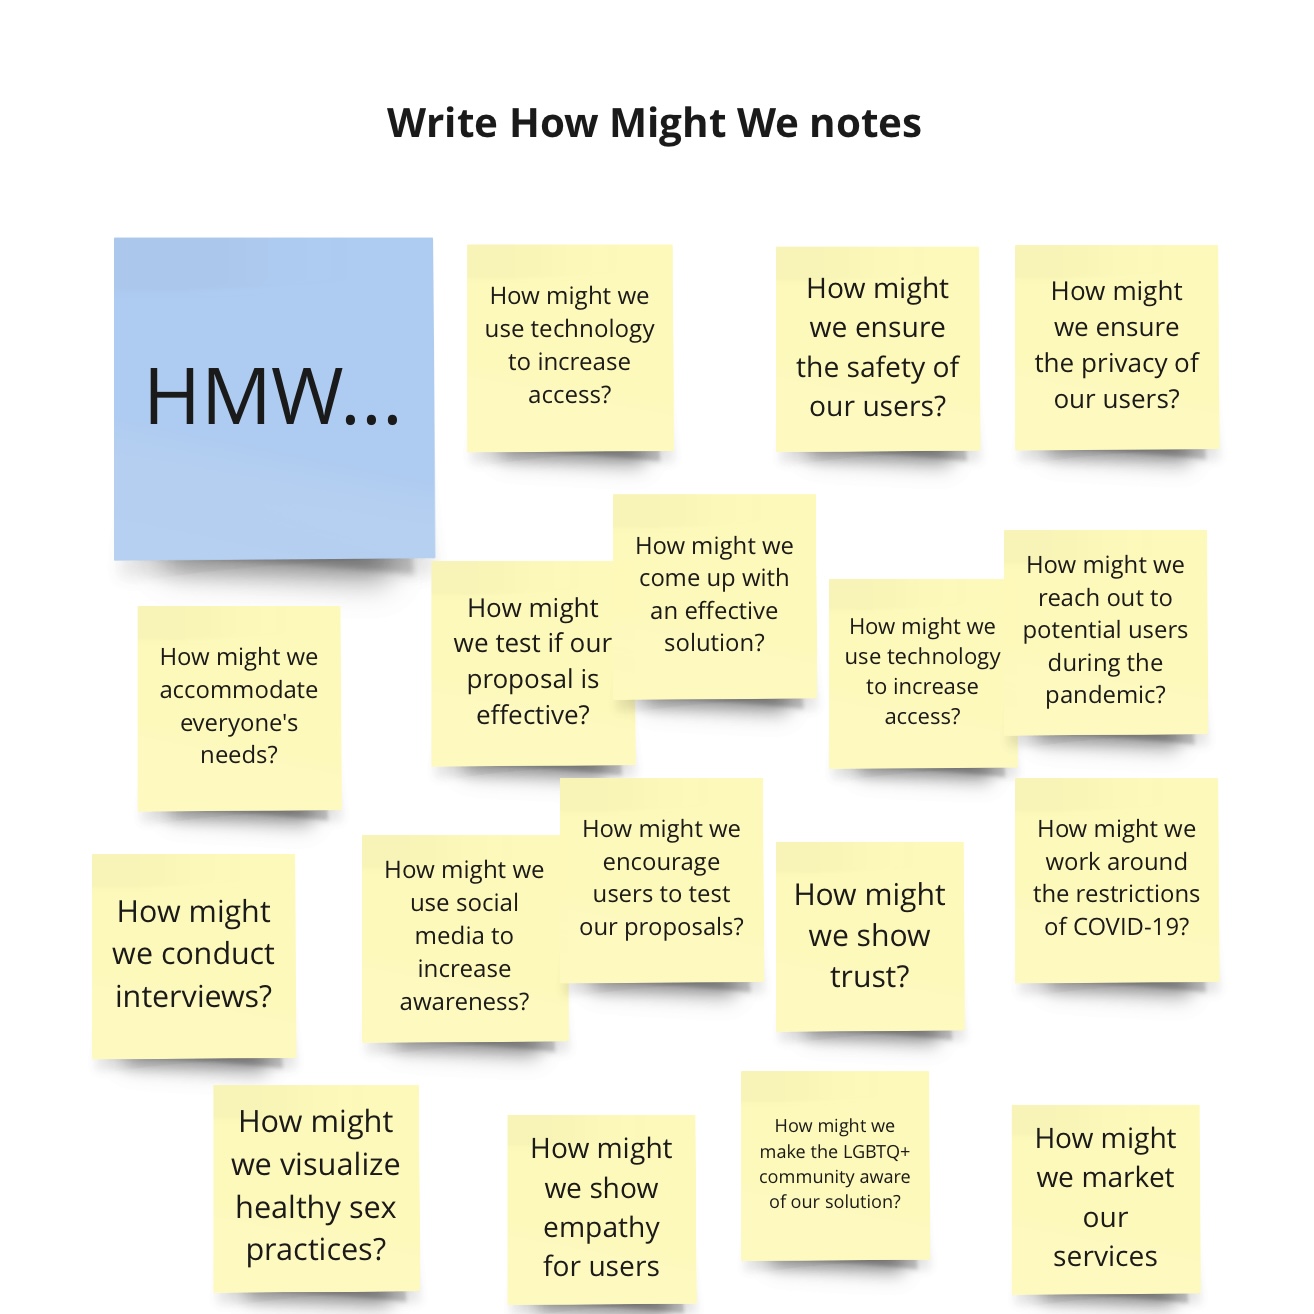 Write How Might We notes
HMW...
How might we
use technology
to increase
access?
How might
we ensure
the safety of
our users?
How might
we ensure
the privacy of
our users?
How might we
come up with
an effective
solution?
How might
we test if our
proposal is
effective?
How might we
use technology
to increase
access?
How might we
reach out to
potential users
during the
pandemic?
How might we
accommodate
everyone's
needs?
How might
we conduct
interviews?
How might we
use social
media to
increase
awareness?
How might we
encourage
users to test
our proposals?
How might
we show
trust?
How might we
work around
the restrictions
of COVID-19?
How might
we visualize
healthy sex
practices?
How might
we show
empathy
for users
How might we
make the LGBTQ+
community aware
of our solution?
How might
we market
our
services